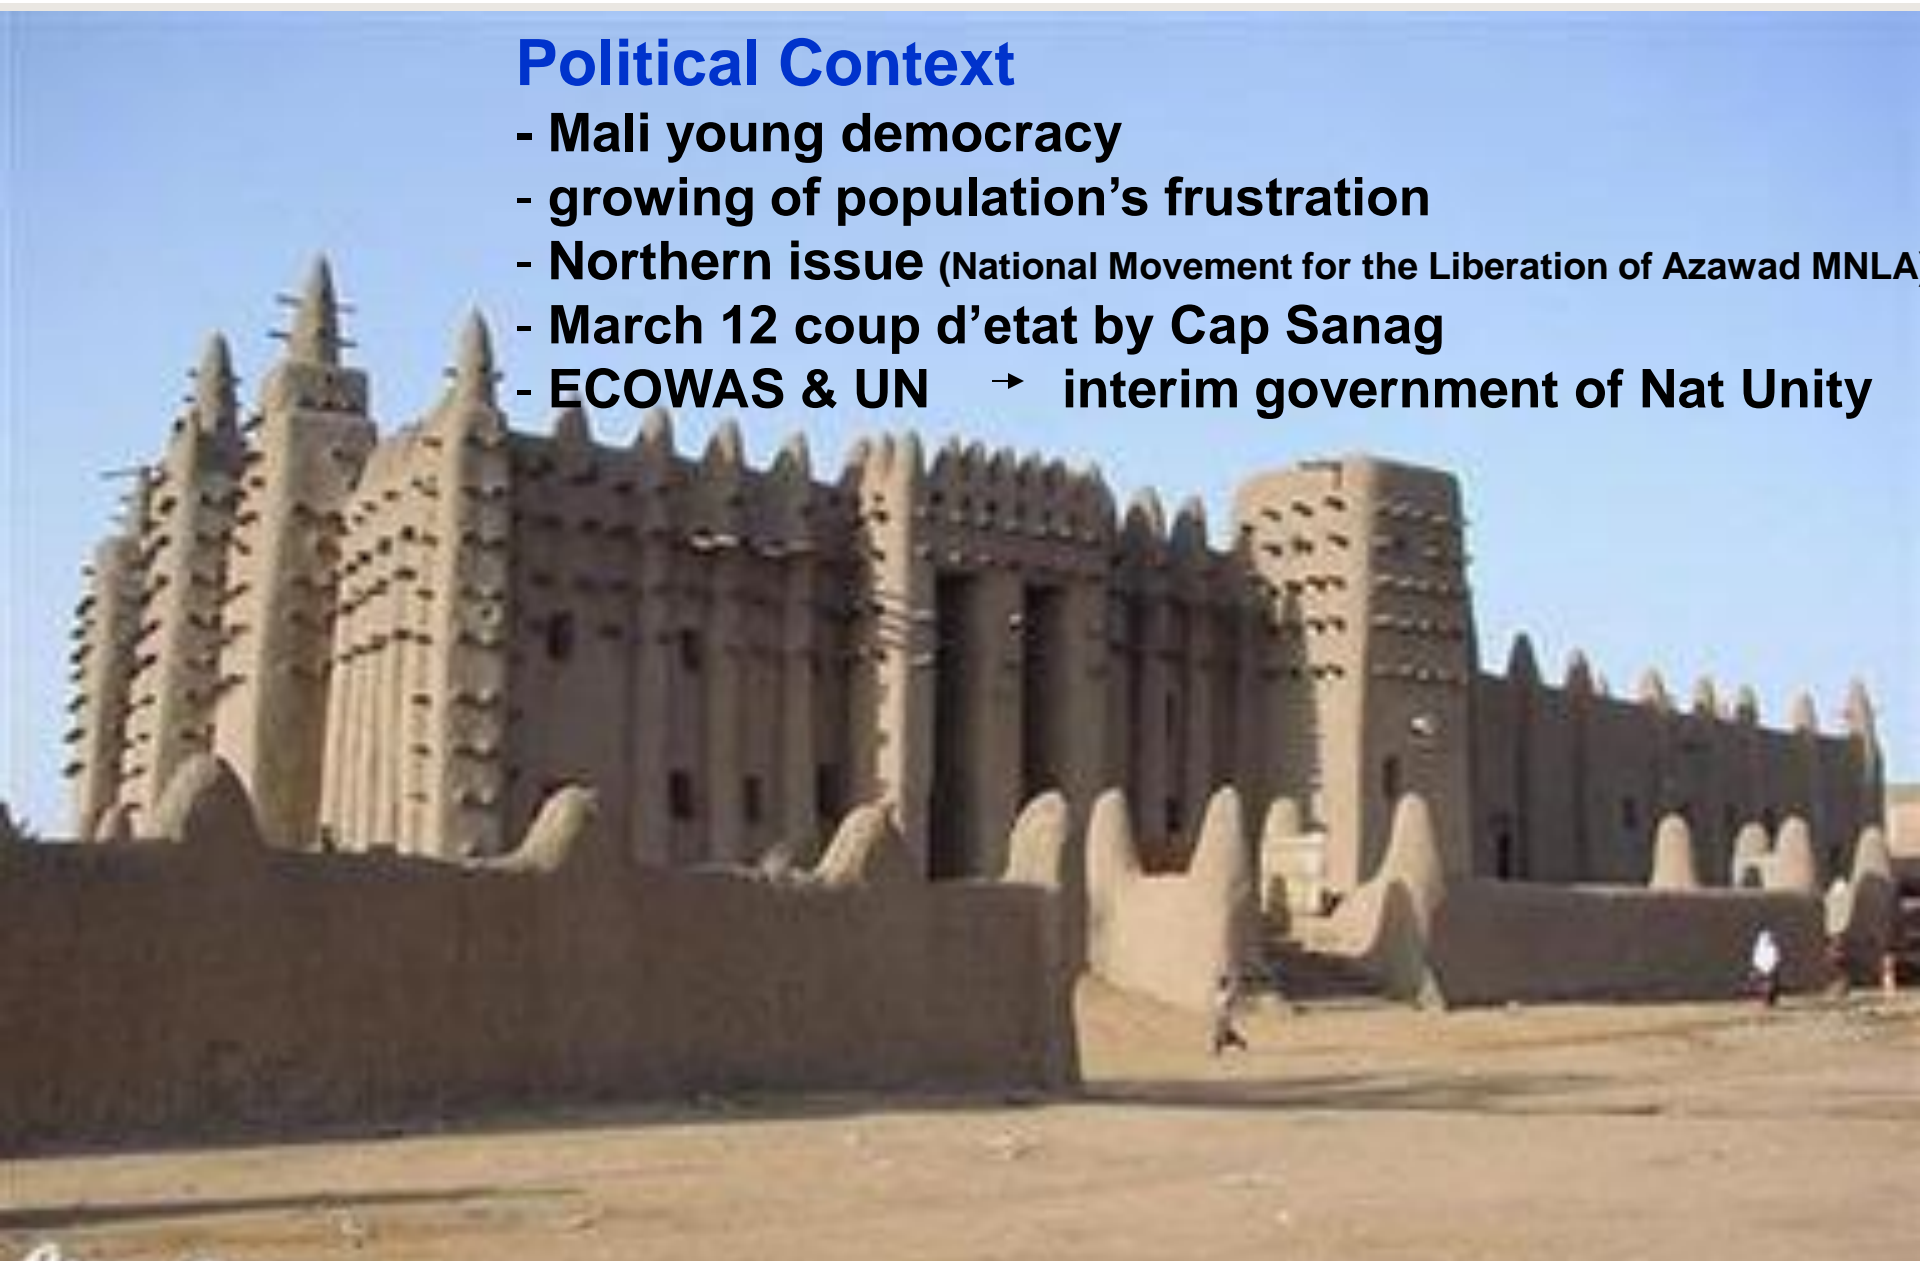 Political Context
- Mali young democracy
- growing of population’s frustration
- Northern issue (National Movement for the Liberation of Azawad MNLA)
- March 12 coup d’etat by Cap Sanag
- ECOWAS & UN → interim government of Nat Unity